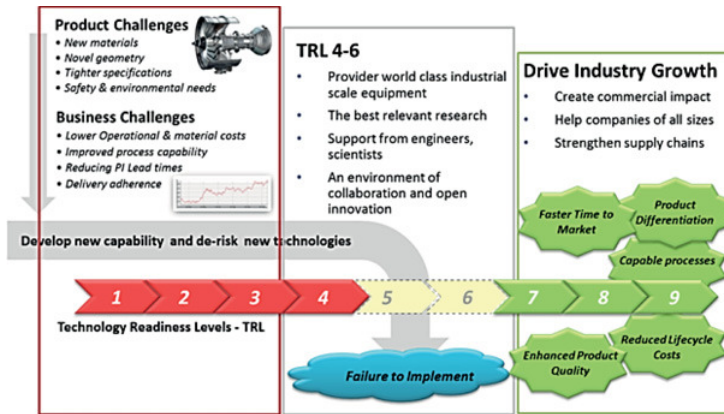 Product Challenges
• New materials
• Novel geometry
• Tighter specifications
• Safety & environmental needs
Business Challenges
• Lower Operational & material costs
• Improved process capability
• Reducing PI Lead times
• Delivery adherence
TRL 4-6
• Provider world class industrial
scale equipment
• The best relevant research
• Support from engineers,
scientists
• An environment of
collaboration and open
innovation
Drive Industry Growth
• Create commercial impact
• Help companies of all sizes
• Strengthen supply chains
Faster Time to
Market
Product
Differentiation
Capable processes
Develop new capability and de-risk new technologies
1 2 3 4 5 6 7 8 9
Technology Readiness Levels - TRL
Failure to Implement
Enhanced Product
Quality
Reduced Lifecycle
Costs